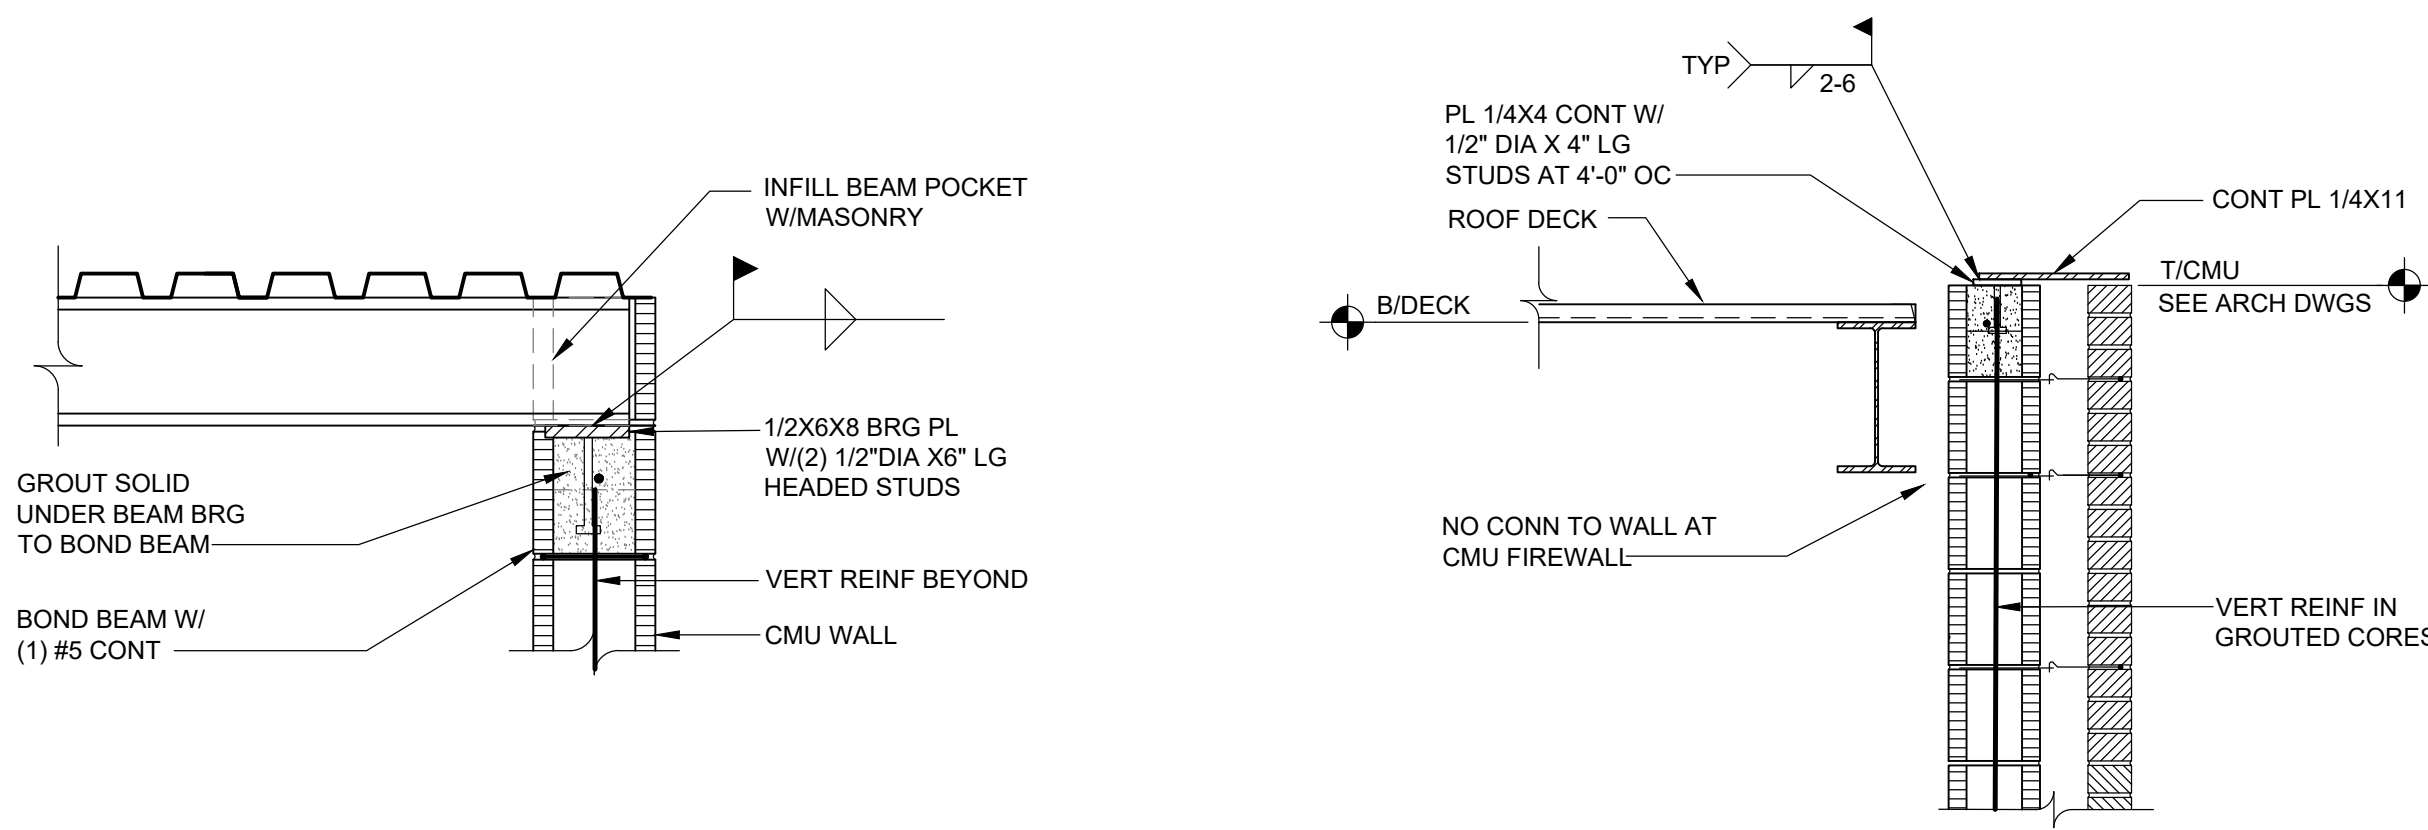 INFILL BEAM POCKET
W/MASONRY
1/2X6X8 BRG PL
W/(2) 1/2"DIA X6" LG
HEADED STUDS
GROUT SOLID
UNDER BEAM BRG
TO BOND BEAM
VERT REINF BEYOND
BOND BEAM W/
(1) #5 CONT
CMU WALL
TYP
2-6
PL 1/4X4 CONT W/
1/2" DIA X 4" LG
STUDS AT 4'-0" OC
ROOF DECK
CONT PL 1/4X11
B/DECK
T/CMU
SEE ARCH DWGS
NO CONN TO WALL AT
CMU FIREWALL
VERT REINF IN
GROUTED CORES